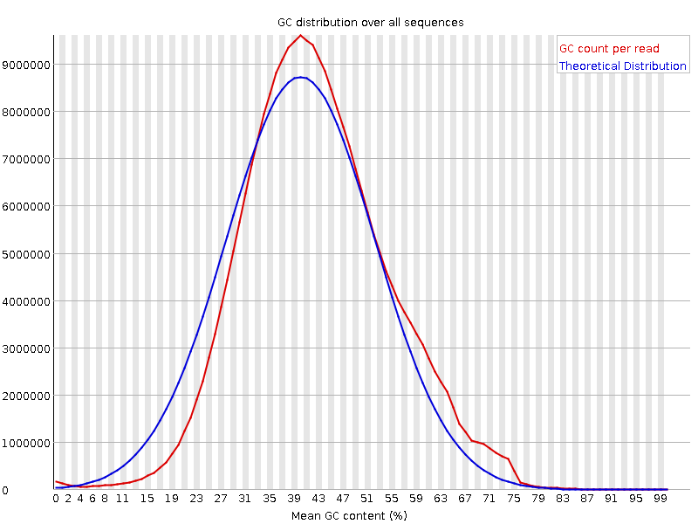 GC distribution over all sequences
GC count per read
Theoretical Distribution
9000000
8000000
7000000
6000000
5000000
4000000
3000000
2000000
1000000
0
0 2 4 6 8 11 15 19 23 27 31 35 39 43 47 51 55 59 63 67 71 75 79 83 87 91 95 99
Mean GC content (%)